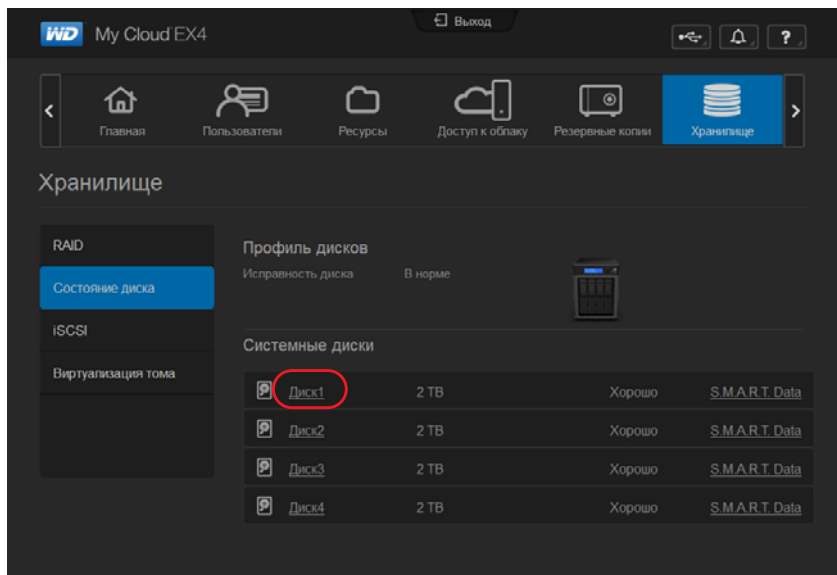 WD My Cloud EX4 Выход ?
Главная Пользователи Ресурсы Доступ к облаку Резервные копии Хранилище
Хранилище
RAID
Состояние диска
iSCSI
Виртуализация тома
Профиль дисков
Исправность диска В норме
Системные диски
Диск1 2 TB Хорошо S.M.A.R.T. Data
Диск2 2 TB Хорошо S.M.A.R.T. Data
Диск3 2 TB Хорошо S.M.A.R.T. Data
Диск4 2 TB Хорошо S.M.A.R.T. Data